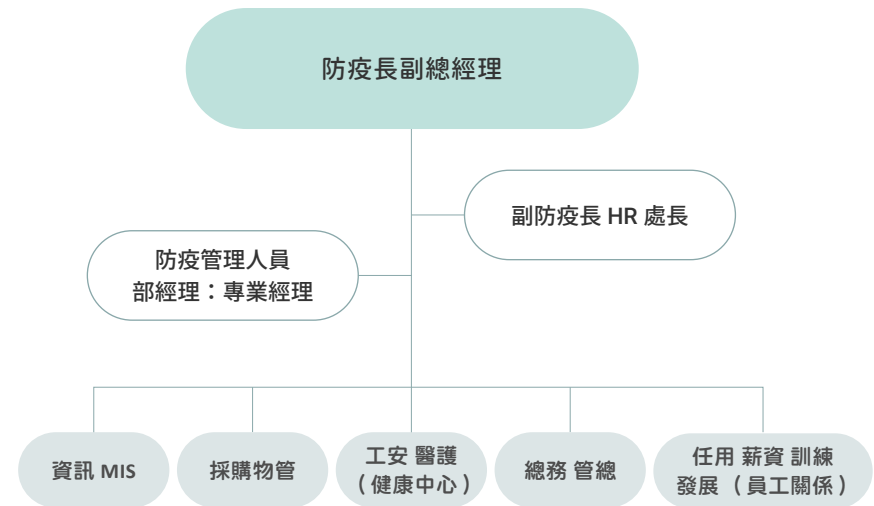 防疫長副總經理
副防疫長 HR 處長
防疫管理人員
部經理：專業經理
資訊 MIS
採購物管
工安 醫護
（健康中心）
總務 管總
任用 薪資 訓練
發展 （員工關係）